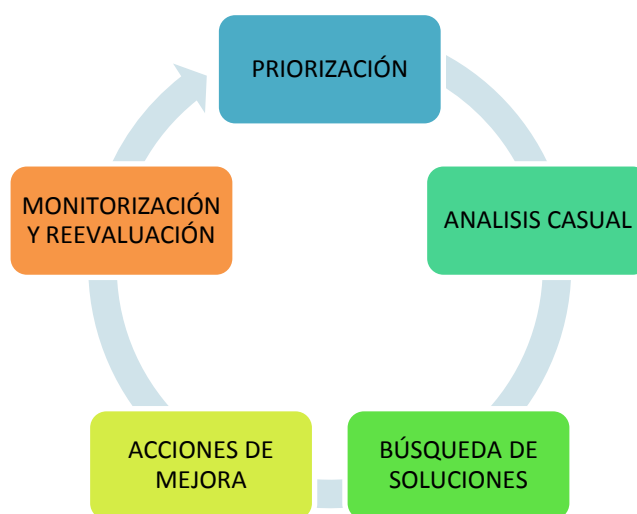 PRIORIZACIÓN
ANALISIS CASUAL
BÚSQUEDA DE
SOLUCIONES
ACCIONES DE
MEJORA
MONITORIZACIÓN
Y REEVALUACIÓN